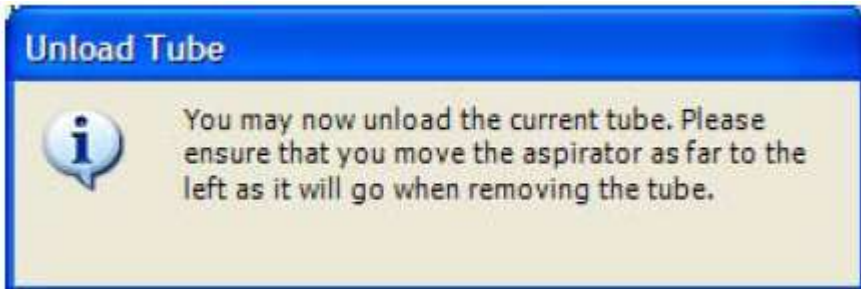 Unload Tube
You may now unload the current tube. Please
ensure that you move the aspirator as far to the
left as it will go when removing the tube.